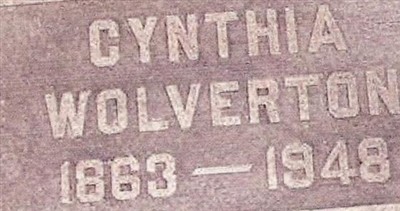 CYNTHIA
WOLVERTON
1863 — 1948